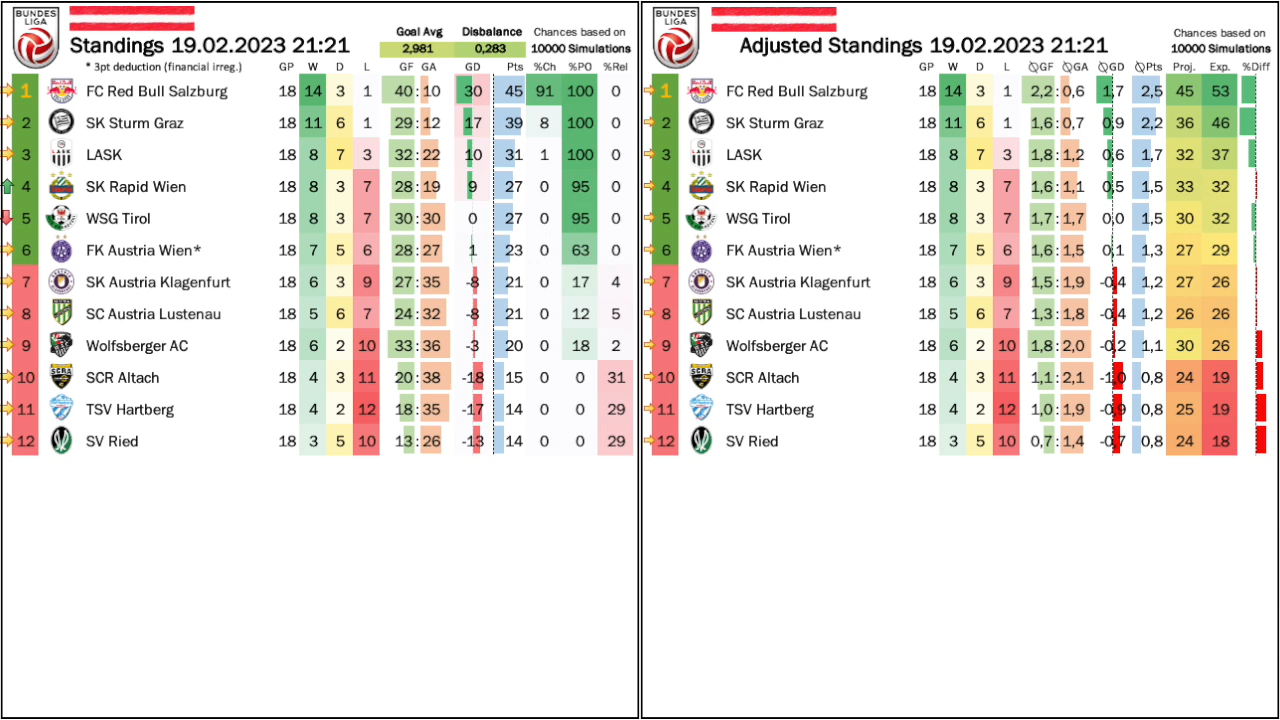 BUNDES
LIGA
Standings 19.02.2023 21:21
Goal Avg Disbalance Chances based on
2,981 0,283 10000 Simulations
* 3pt deduction (financial irreg.) GP W D L GF GA GD Pts %Ch %PO %Rel
1 FC Red Bull Salzburg 18 14 3 1 40 : 10 30 45 91 100 0
2 SK Sturm Graz 18 11 6 1 29 : 12 17 39 8 100 0
3 LASK 18 8 7 3 32 : 22 10 31 1 100 0
4 SK Rapid Wien 18 8 3 7 28 : 19 9 27 0 95 0
5 WSG Tirol 18 8 3 7 30 : 30 0 27 0 95 0
6 FK Austria Wien* 18 7 5 6 28 : 27 1 23 0 63 0
7 SK Austria Klagenfurt 18 6 3 9 27 : 35 -8 21 0 17 4
8 SC Austria Lustenau 18 5 6 7 24 : 32 -8 21 0 12 5
9 Wolfsberger AC 18 6 2 10 33 : 36 -3 20 0 18 2
10 SCR Altach 18 4 3 11 20 : 38 -18 15 0 0 31
11 TSV Hartberg 18 4 2 12 18 : 35 -17 14 0 0 29
12 SV Ried 18 3 5 10 13 : 26 -13 14 0 0 29
BUNDES
LIGA
Adjusted Standings 19.02.2023 21:21
Chances based on
10000 Simulations
GP W D L ∅GF ∅GA ∅GD ∅Pts Proj. Exp. %Diff
1 FC Red Bull Salzburg 18 14 3 1 2,2 : 0,6 1,7 2,5 45 53
2 SK Sturm Graz 18 11 6 1 1,6 : 0,7 0,9 2,2 36 46
3 LASK 18 8 7 3 1,8 : 1,2 0,6 1,7 32 37
4 SK Rapid Wien 18 8 3 7 1,6 : 1,1 0,5 1,5 33 32
5 WSG Tirol 18 8 3 7 1,7 : 1,7 0,0 1,5 30 32
6 FK Austria Wien* 18 7 5 6 1,6 : 1,5 0,1 1,3 27 29
7 SK Austria Klagenfurt 18 6 3 9 1,5 : 1,9 -0,4 1,2 27 26
8 SC Austria Lustenau 18 5 6 7 1,3 : 1,8 -0,4 1,2 26 26
9 Wolfsberger AC 18 6 2 10 1,8 : 2,0 -0,2 1,1 30 26
10 SCR Altach 18 4 3 11 1,1 : 2,1 -1,0 0,8 24 19
11 TSV Hartberg 18 4 2 12 1,0 : 1,9 -0,9 0,8 25 19
12 SV Ried 18 3 5 10 0,7 : 1,4 -0,7 0,8 24 18